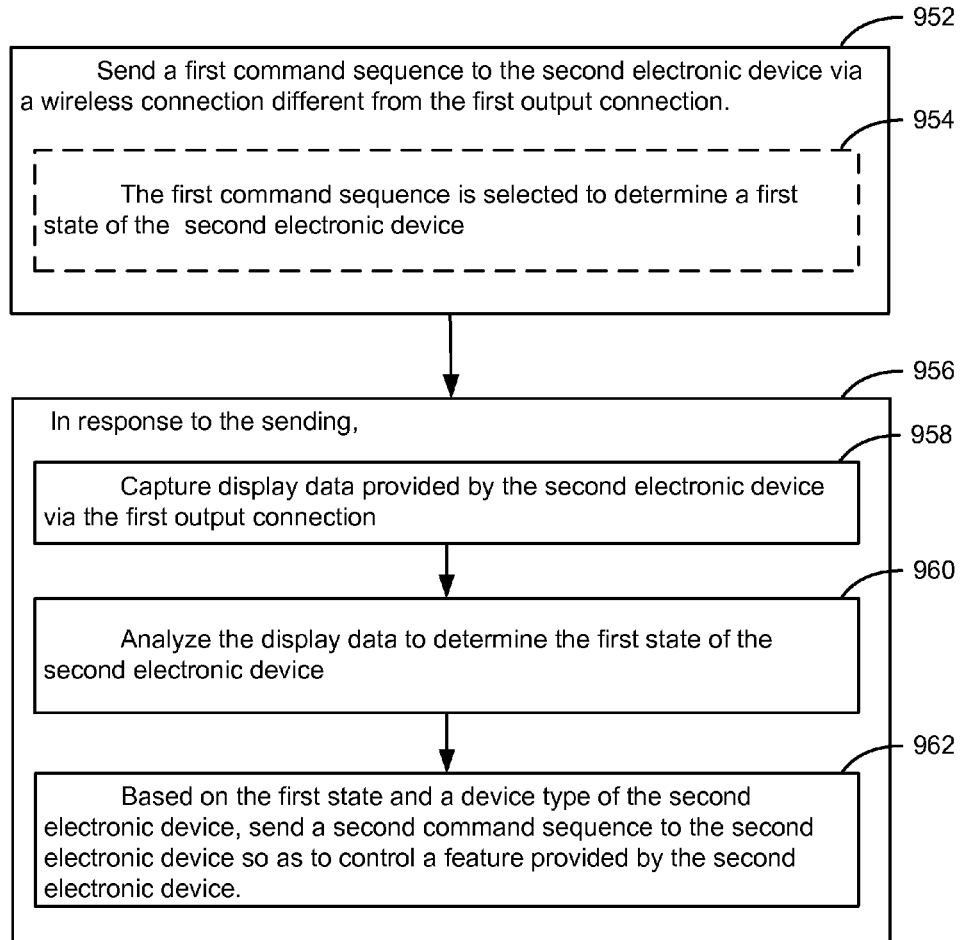 952
Send a first command sequence to the second electronic device via
a wireless connection different from the first output connection.
954
The first command sequence is selected to determine a first
state of the second electronic device
956
In response to the sending,
958
Capture display data provided by the second electronic device
via the first output connection
960
Analyze the display data to determine the first state of the
second electronic device
962
Based on the first state and a device type of the second
electronic device, send a second command sequence to the second
electronic device so as to control a feature provided by the second
electronic device.